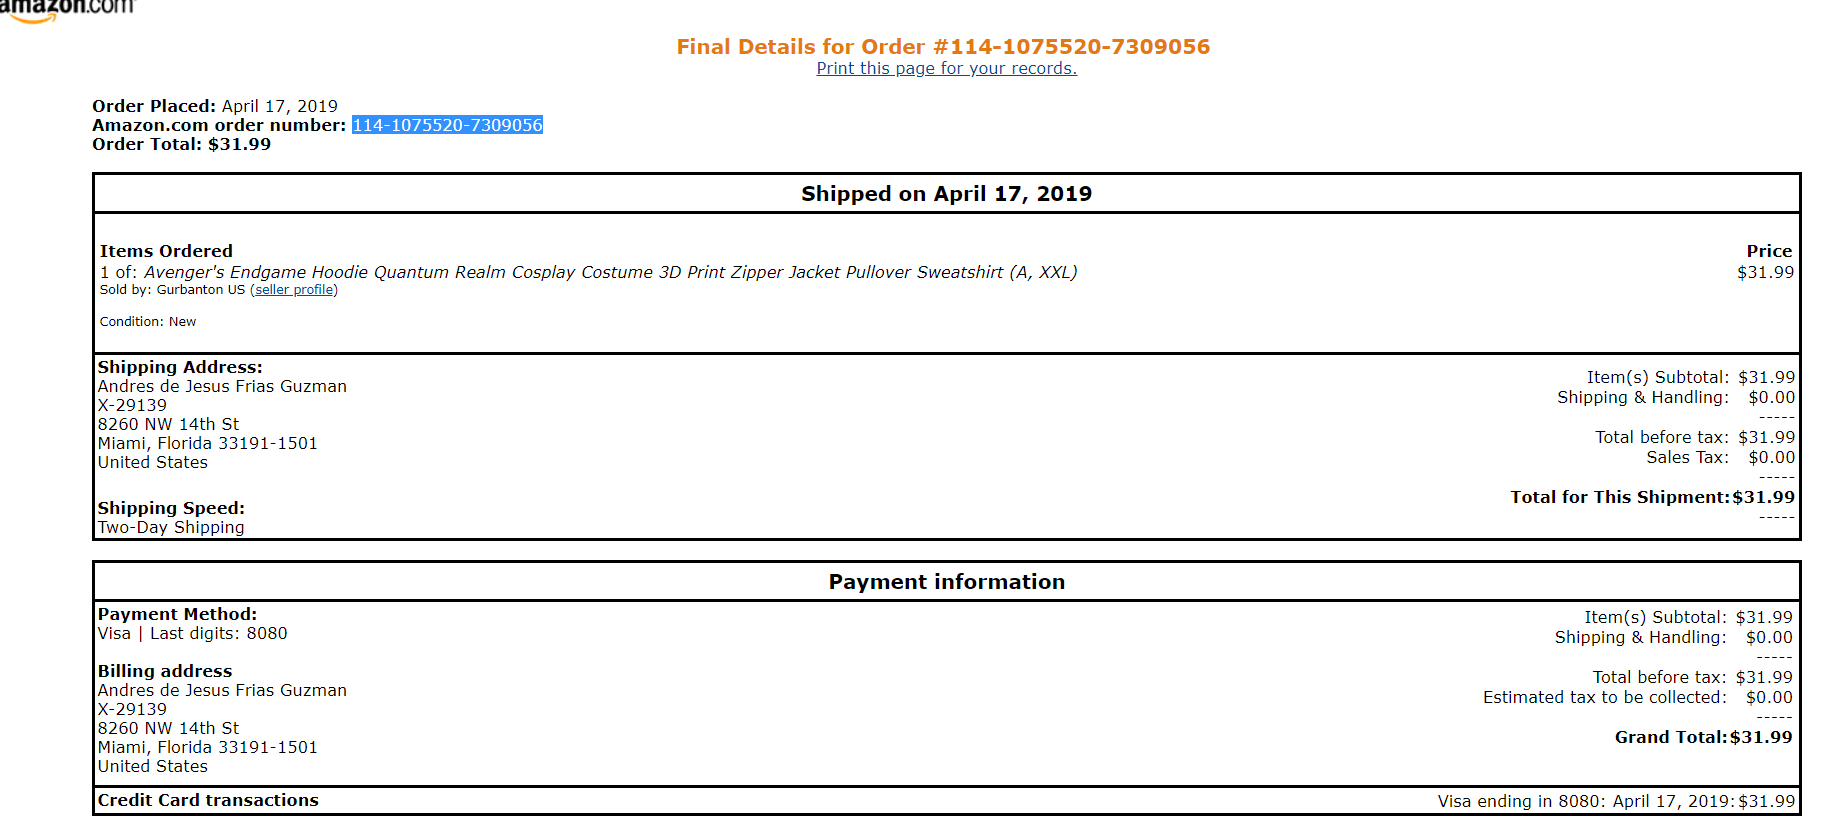 amazon.com
Final Details for Order #114-1075520-7309056
Print this page for your records.
Order Placed: April 17, 2019
Amazon.com order number: 114-1075520-7309056
Order Total: $31.99
Shipped on April 17, 2019
Items Ordered Price
1 of: Avenger's Endgame Hoodie Quantum Realm Cosplay Costume 3D Print Zipper Jacket Pullover Sweatshirt (A, XXL) $31.99
Sold by: Gurbanton US (seller profile)
Condition: New
Shipping Address:
Andres de Jesus Frias Guzman
X-29139
8260 NW 14th St
Miami, Florida 33191-1501
United States
Shipping Speed:
Two-Day Shipping
Item(s) Subtotal: $31.99
Shipping & Handling: $0.00
-----
Total before tax: $31.99
Sales Tax: $0.00
-----
Total for This Shipment: $31.99
-----
Payment information
Payment Method:
Visa | Last digits: 8080
Billing address
Andres de Jesus Frias Guzman
X-29139
8260 NW 14th St
Miami, Florida 33191-1501
United States
Item(s) Subtotal: $31.99
Shipping & Handling: $0.00
-----
Total before tax: $31.99
Estimated tax to be collected: $0.00
-----
Grand Total: $31.99
Credit Card transactions Visa ending in 8080: April 17, 2019: $31.99